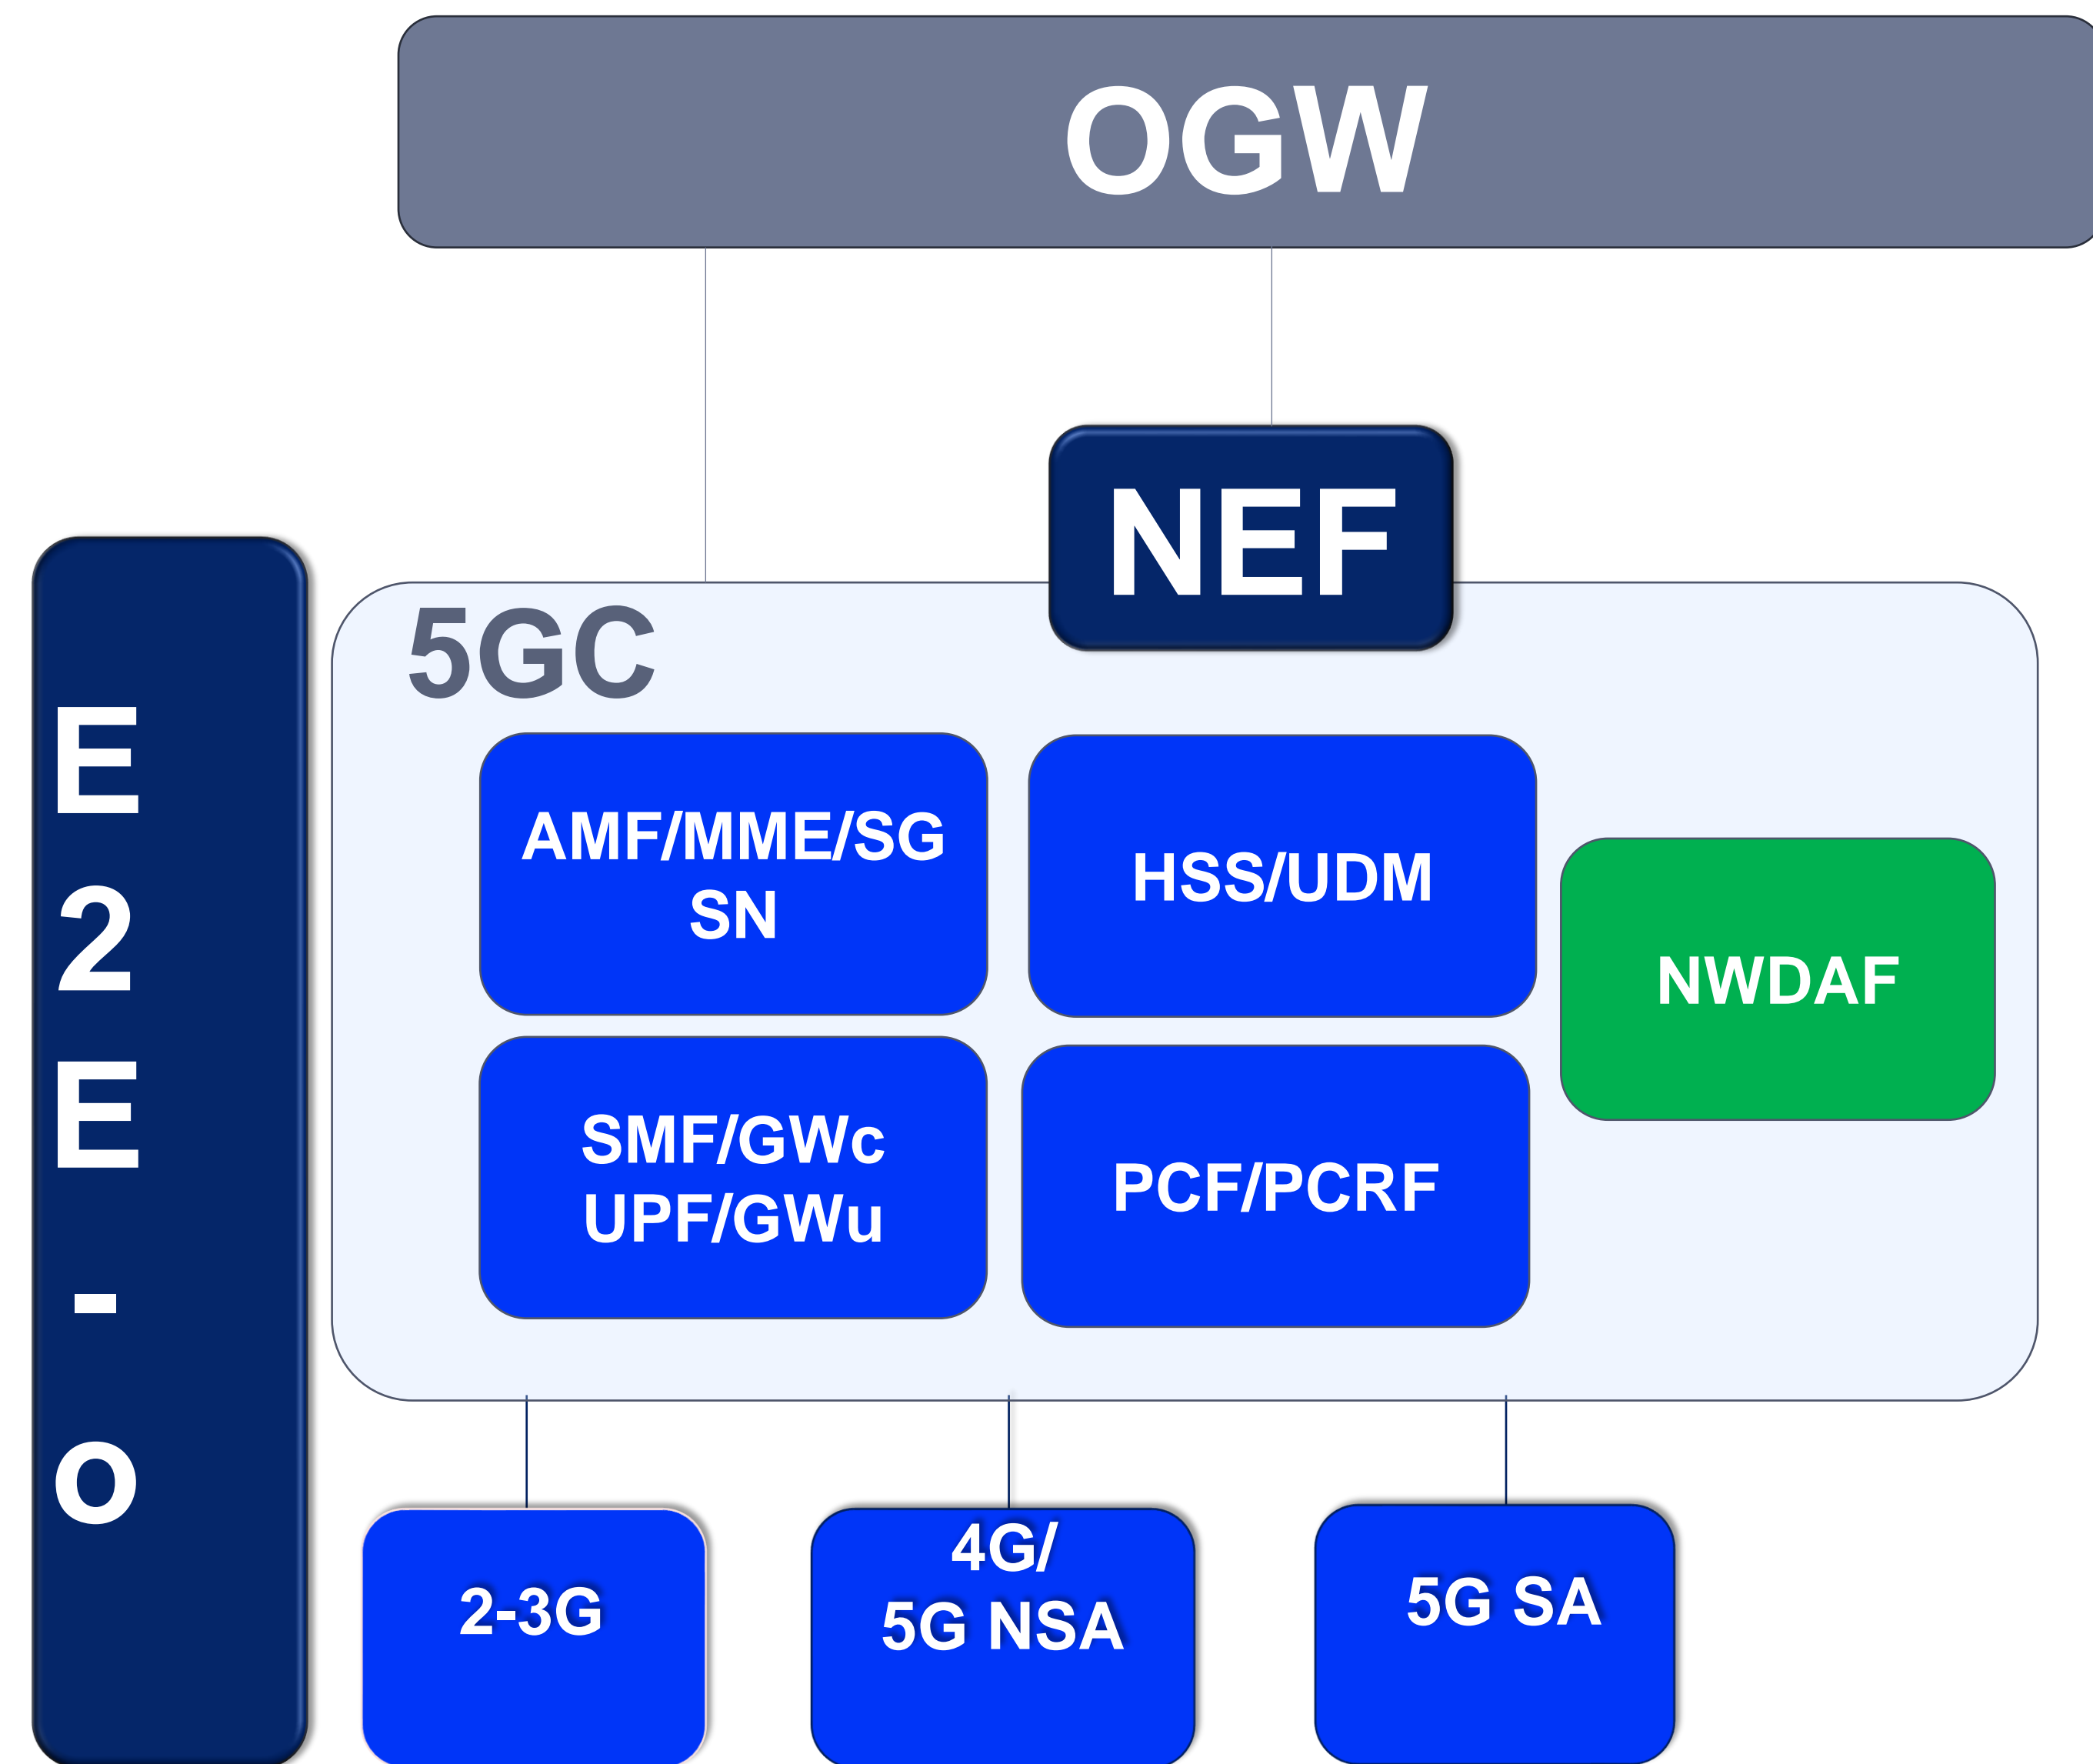 OGW
NEF
E
2
E
-
o
5GC
AMF/MME/SG
SN
HSS/UDM
NWDAF
SMF/GWc
UPF/GWu
PCF/PCRF
2-3G
4G/
5G NSA
5G SA